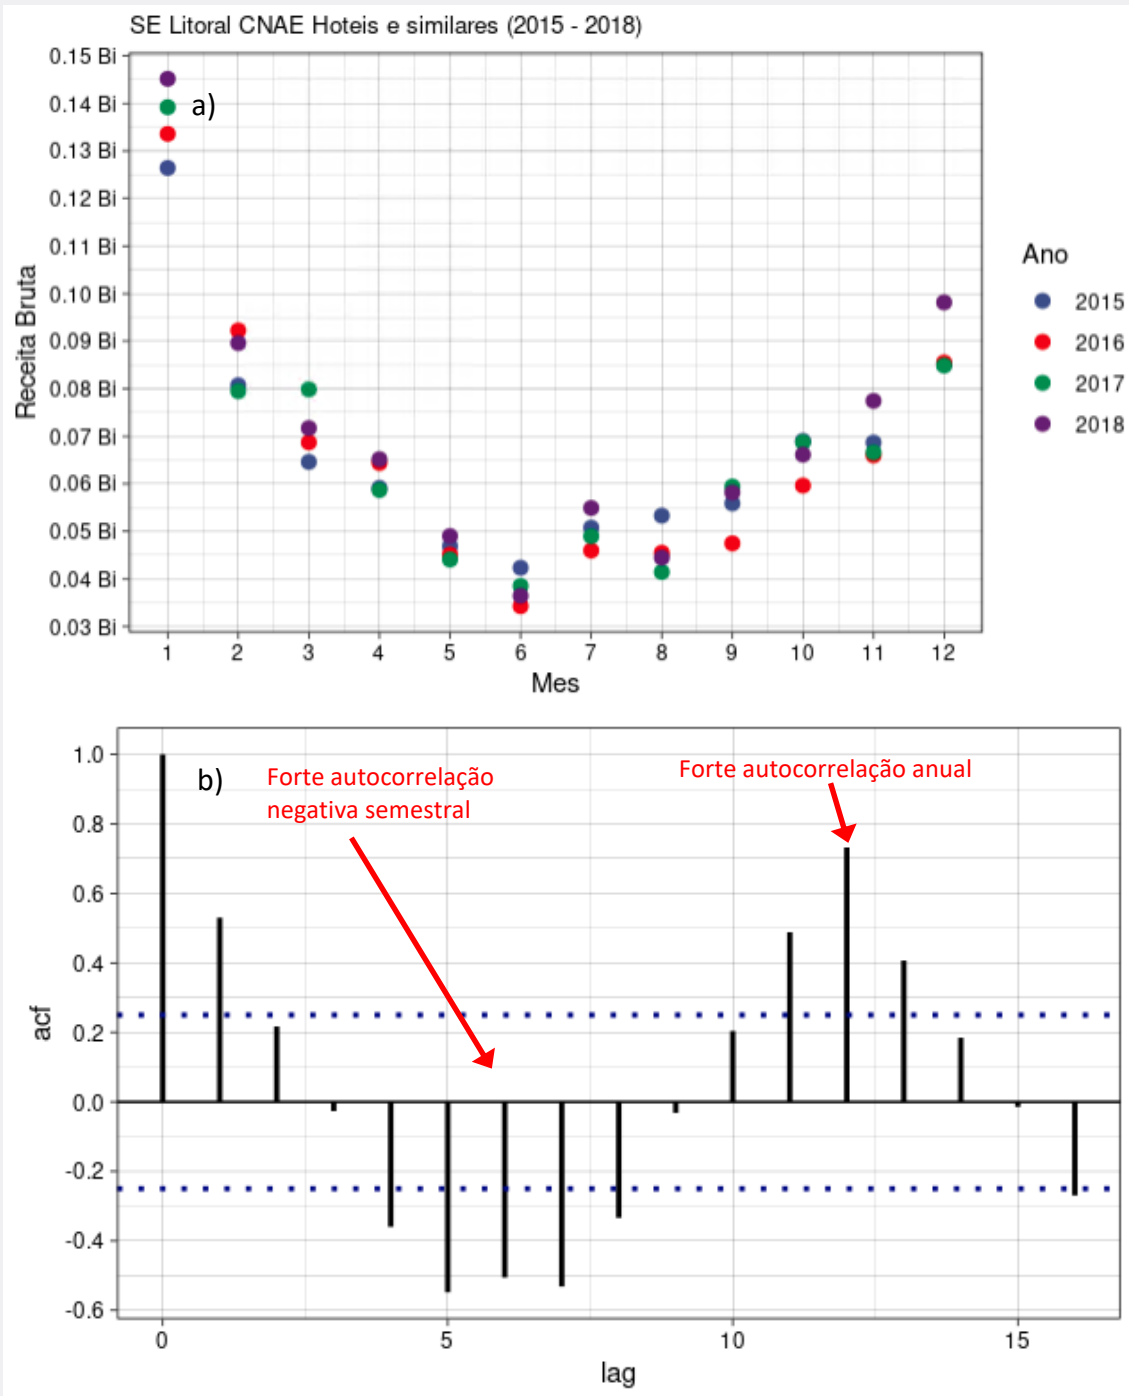 SE Litoral CNAE Hoteis e similares (2015 - 2018)
0.15 Bi
0.14 Bi
0.13 Bi
0.12 Bi
0.11 Bi
0.10 Bi
0.09 Bi
0.08 Bi
0.07 Bi
0.06 Bi
0.05 Bi
0.04 Bi
0.03 Bi
Receita Bruta
a)
1 2 3 4 5 6 7 8 9 10 11 12
Mes
Ano
2015
2016
2017
2018
b)
Forte autocorrelação
negativa semestral
Forte autocorrelação anual
1.0
0.8
0.6
0.4
0.2
0.0
-0.2
-0.4
-0.6
acf
0 5 10 15
lag